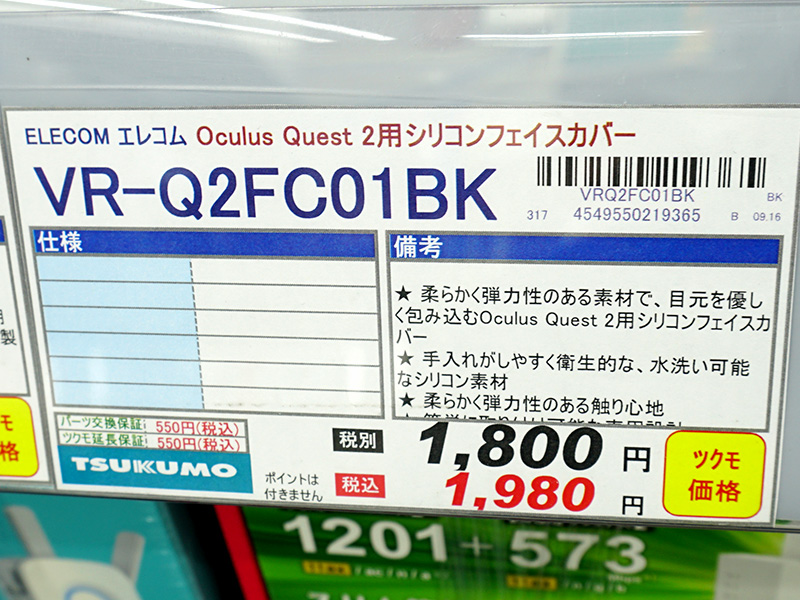 ELECOM エレコム Oculus Quest 2用シリコンフェイスカバー
VR-Q2FC01BK
VRQ2FC01BK
BK
317
4549550219365
B
09.16
仕様
備考
★ 柔らかく弾力性のある素材で、目元を優し
く包み込むOculus Quest 2用シリコンフェイスカ
バー
★ 手入れがしやすく衛生的な、水洗い可能
なシリコン素材
★ 柔らかく弾力性のある触り心地
パーツ交換保証: 550円(税込)
ツクモ延長保証: 550円(税込)
TSUKUMO
ポイントは
付きません
税別
1,800 円
税込
1,980 円
ツクモ
価格
製
モ
格
1201+573